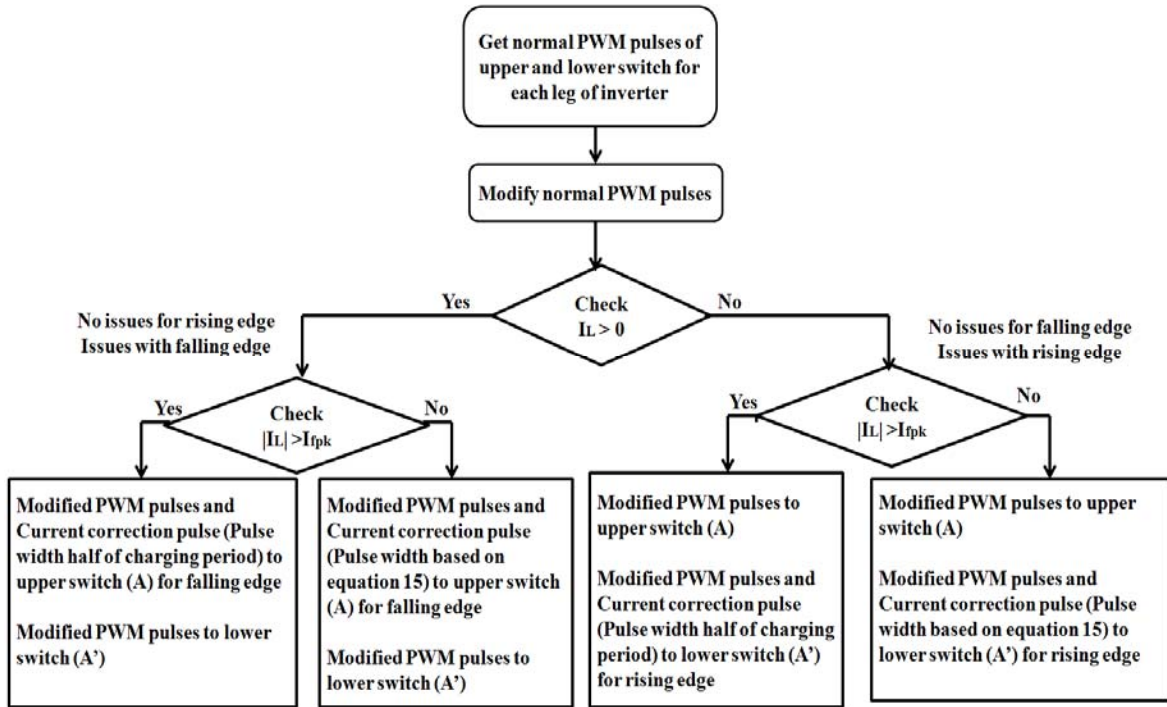 Get normal PWM pulses of
upper and lower switch for
each leg of inverter
Modify normal PWM pulses
Yes
Check
IL > 0
No
No issues for rising edge
Issues with falling edge
No issues for falling edge
Issues with rising edge
Yes
Check
|IL| >Ifpk
No
Yes
Check
|IL| >Ifpk
No
Modified PWM pulses and
Current correction pulse (Pulse
width half of charging period) to
upper switch (A) for falling edge
Modified PWM pulses to lower
switch (A’)
Modified PWM pulses and
Current correction pulse
(Pulse width based on
equation 15) to upper switch
(A) for falling edge
Modified PWM pulses to
lower switch (A’)
Modified PWM pulses to
upper switch (A)
Modified PWM pulses and
Current correction pulse
(Pulse width half of charging
period) to lower switch (A’)
for rising edge
Modified PWM pulses to upper
switch (A)
Modified PWM pulses and
Current correction pulse (Pulse
width based on equation 15) to
lower switch (A’) for rising edge